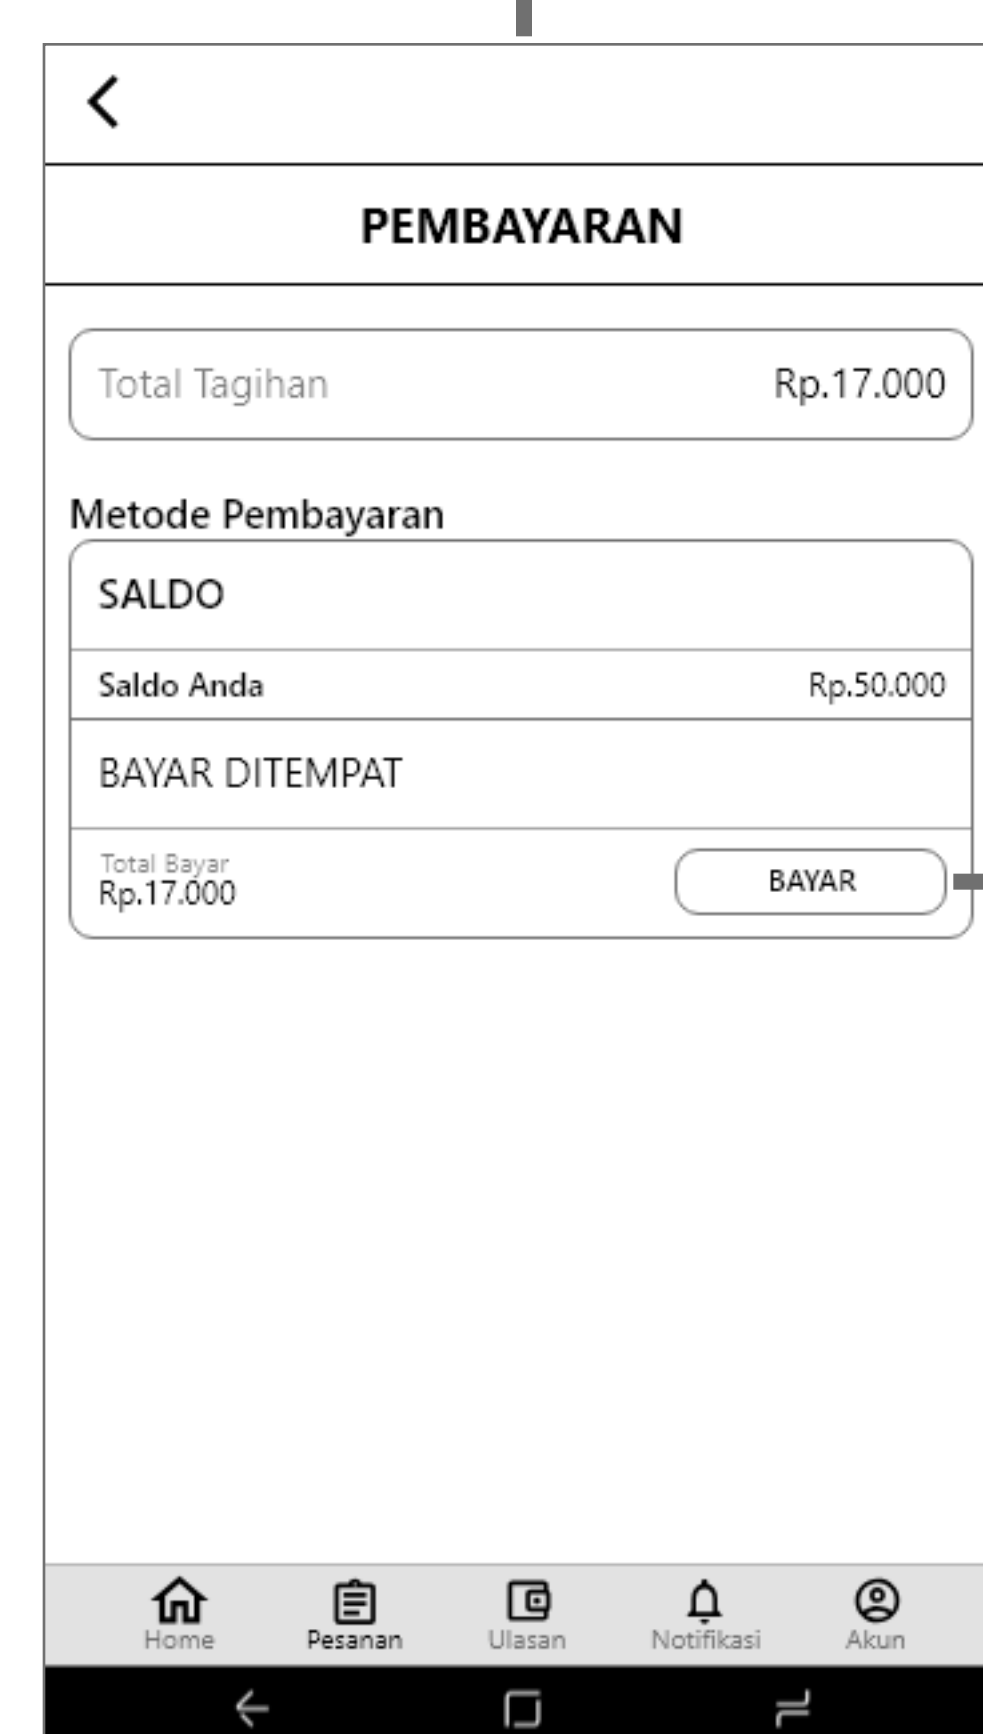 PEMBAYARAN
Total Tagihan Rp.17.000
Metode Pembayaran
SALDO
Saldo Anda Rp.50.000
BAYAR DITEMPAT
Total Bayar
Rp.17.000
BAYAR
Home Pesanan Ulasan Notifikasi Akun